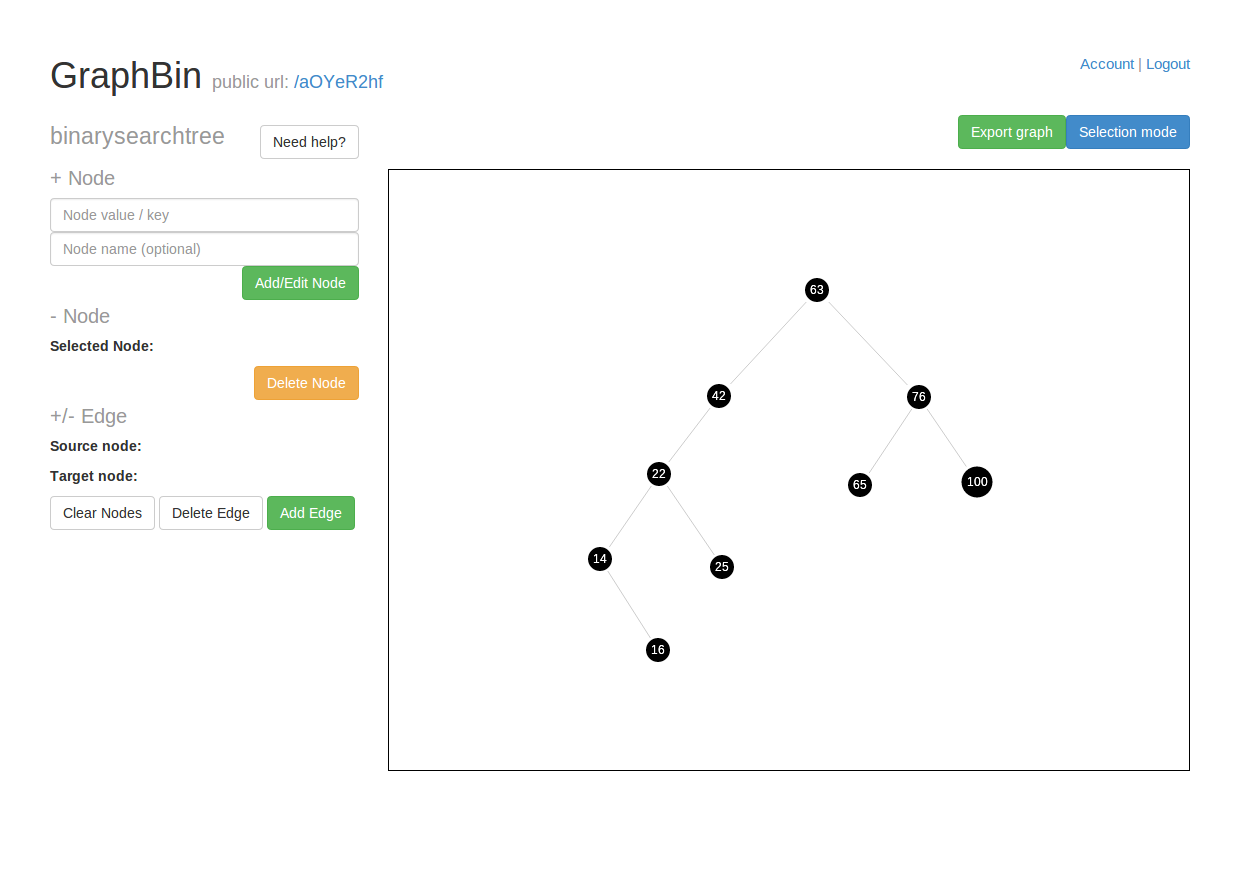 GraphBin public url: /aOYeR2hf
Account | Logout
binarysearchtree
Need help?
Export graph
Selection mode
+ Node
Node value / key
Node name (optional)
Add/Edit Node
- Node
Selected Node:
Delete Node
+/- Edge
Source node:
Target node:
Clear Nodes
Delete Edge
Add Edge
63
42
76
22
65
100
14
25
16